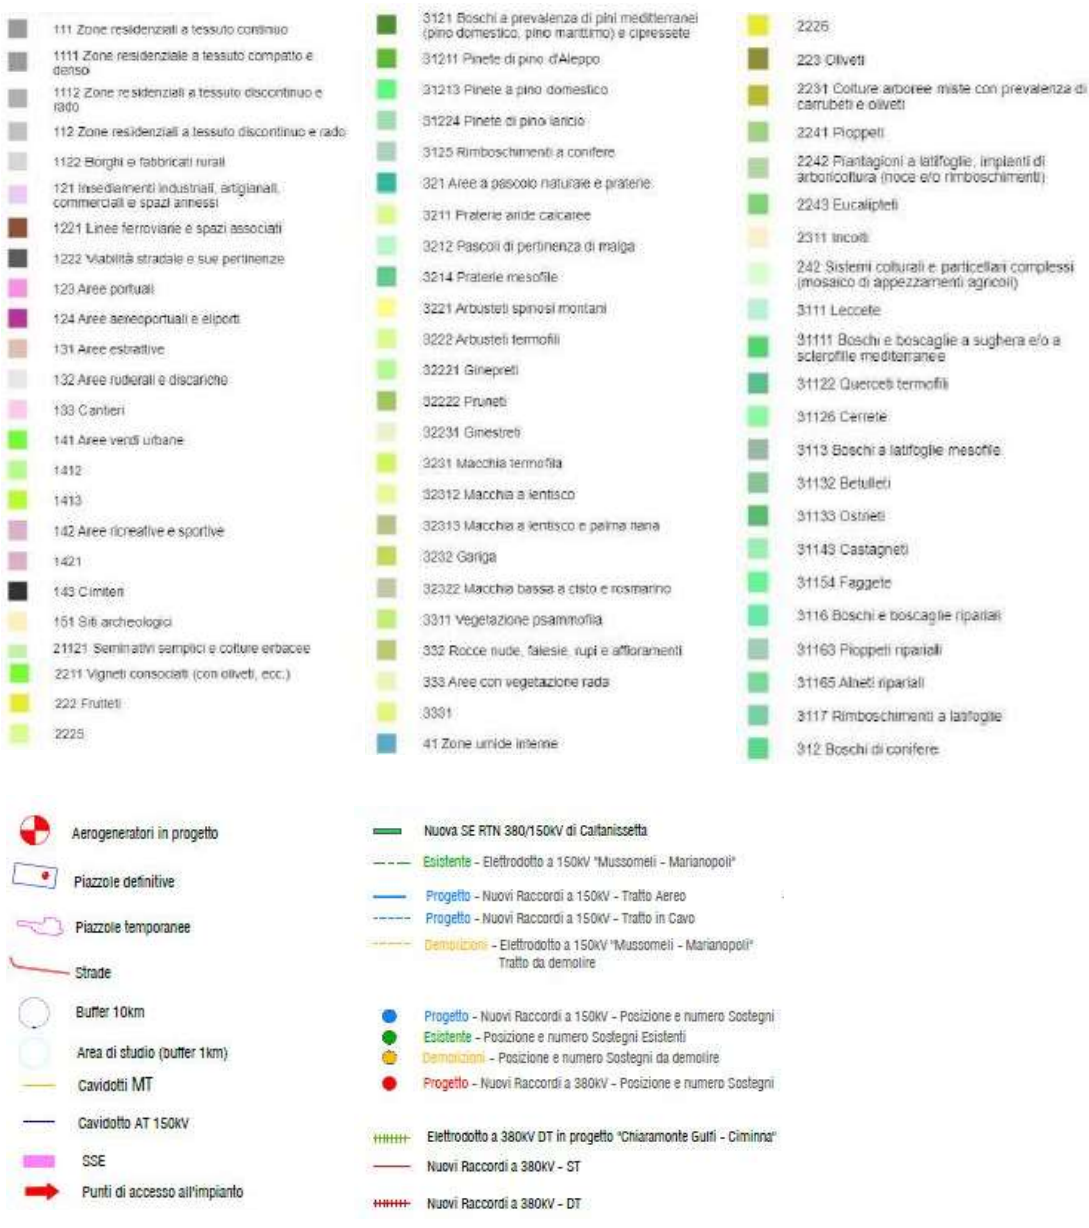 111 Zone residenziali a tessuto continuo
1111 Zone residenziale a tessuto compatto e
denso
1112 Zone residenziali a tessuto discontinuo e
rado
112 Zone residenziali a tessuto discontinuo e rado
1122 Borghi e fabbricati rurali
121 Insediamenti industriali, artigianali,
commerciali e spazi annessi
1221 Linee ferroviarie e spazi associati
1222 Viabilità stradale e sue pertinenze
123 Aree portuali
124 Aree aereoportuali e eliporti
131 Aree estrattive
132 Aree ruderali e discariche
133 Cantieri
141 Aree verdi urbane
1412
1413
142 Aree ricreative e sportive
1421
143 Cimiteri
151 Siti archeologici
21121 Seminativi semplici e colture erbacee
2211 Vigneti consociati (con oliveti, ecc.)
222 Frutteti
2225
3121 Boschi a prevalenza di pini mediterranei
(pino domestico, pino marittimo) e cipressete
31211 Pinete di pino d'Aleppo
31213 Pinete a pino domestico
31224 Pinete di pino laricio
3125 Rimboschimenti a conifere
321 Aree a pascolo naturale e praterie
3211 Praterie aride calcaree
3212 Pascoli di pertinenza di malga
3214 Praterie mesofile
3221 Arbusteti spinosi montani
3222 Arbusteti termofili
32221 Ginepreti
32222 Pruneti
32231 Ginestreti
3231 Macchia termofila
32312 Macchia a lentisco
32313 Macchia a lentisco e palma nana
3232 Gariga
32322 Macchia bassa a cisto e rosmarino
3311 Vegetazione psammofila
332 Rocce nude, falesie, rupi e affioramenti
333 Aree con vegetazione rada
3331
41 Zone umide interne
2226
223 Oliveti
2231 Colture arboree miste con prevalenza di
carrubeti e oliveti
2241 Pioppeti
2242 Piantagioni a latifoglie, impianti di
arboricoltura (noce e/o rimboschimenti)
2243 Eucalipteti
2311 Incolti
242 Sistemi colturali e particellari complessi
(mosaico di appezzamenti agricoli)
3111 Leccete
31111 Boschi e boscaglie a sughera e/o a
sclerofille mediterranee
31122 Querceti termofili
31126 Cerrete
3113 Boschi a latifoglie mesofile
31132 Betulleti
31133 Ostrieti
31143 Castagneti
31154 Faggete
3116 Boschi e boscaglie ripariali
31163 Pioppeti ripariali
31165 Alneti ripariali
3117 Rimboschimenti a latifoglie
312 Boschi di conifere
Aerogeneratori in progetto
Piazzole definitive
Piazzole temporanee
Strade
Buffer 10km
Area di studio (buffer 1km)
Cavidotti MT
Cavidotto AT 150kV
SSE
Punti di accesso all'impianto
Nuova SE RTN 380/150kV di Caltanissetta
Esistente - Elettrodotto a 150kV "Mussomeli - Marianopoli"
Progetto - Nuovi Raccordi a 150kV - Tratto Aereo
Progetto - Nuovi Raccordi a 150kV - Tratto in Cavo
Demolizioni - Elettrodotto a 150kV "Mussomeli - Marianopoli"
Tratto da demolire
Progetto - Nuovi Raccordi a 150kV - Posizione e numero Sostegni
Esistente - Posizione e numero Sostegni Esistenti
Demolizioni - Posizione e numero Sostegni da demolire
Progetto - Nuovi Raccordi a 380kV - Posizione e numero Sostegni
Elettrodotto a 380kV DT in progetto "Chiaramonte Gulfi - Ciminna"
Nuovi Raccordi a 380kV - ST
Nuovi Raccordi a 380kV - DT